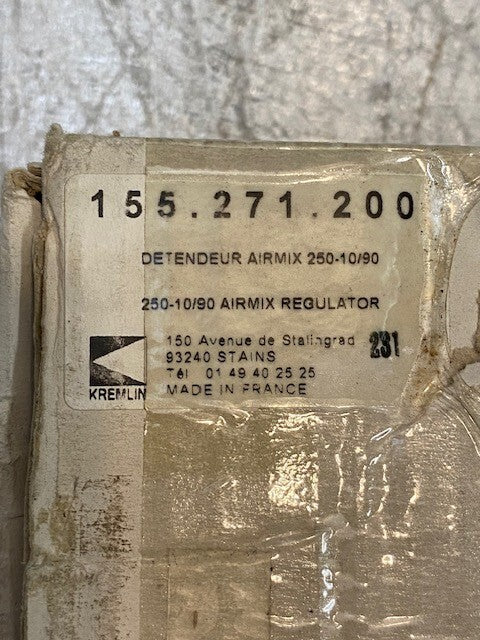 155.271.200
DETENDEUR AIRMIX 250-10/90
250-10/90 AIRMIX REGULATOR
150 Avenue de Stalingrad
93240 STAINS
Tél 01 49 40 25 25
MADE IN FRANCE
231
KREMLIN